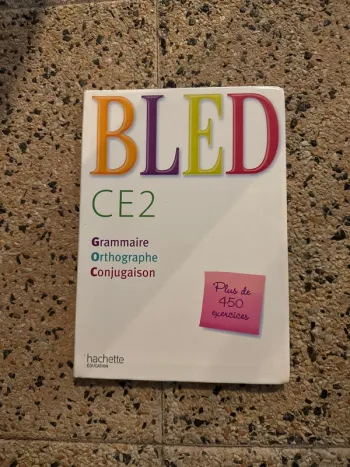 BLED
CE2
Grammaire
Orthographe
Conjugaison
Plus de
450
exercices
hachette
ÉDUCATION